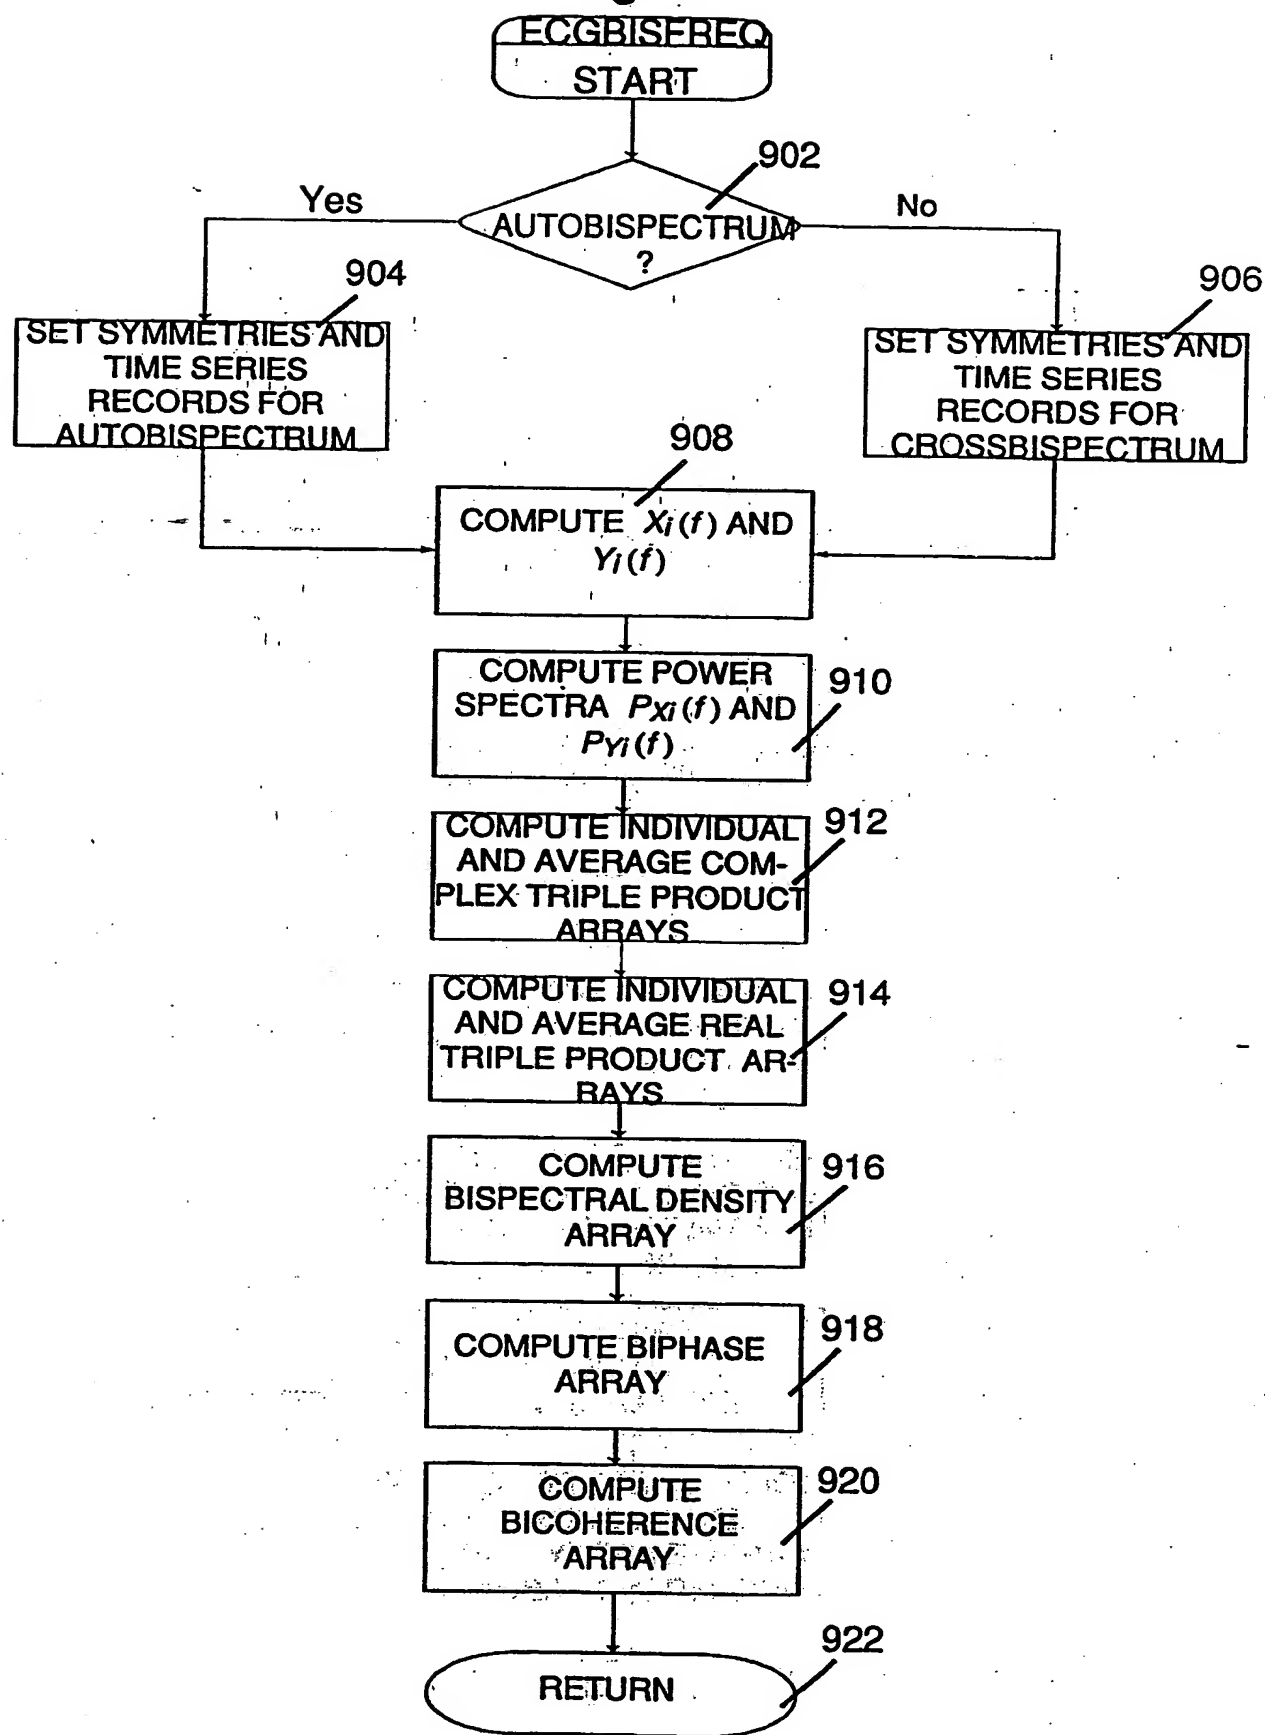 ECGBISFREQ
START
902
Yes
AUTOBISPECTRUM
?
No
904
906
SET SYMMETRIES AND
TIME SERIES
RECORDS FOR
AUTOBISPECTRUM
SET SYMMETRIES AND
TIME SERIES
RECORDS FOR
CROSSBISPECTRUM
908
COMPUTE Xi(f) AND
Yi(f)
COMPUTE POWER
SPECTRA PXi(f) AND
PYi(f)
910
COMPUTE INDIVIDUAL
AND AVERAGE COM-
PLEX TRIPLE PRODUCT
ARRAYS
912
COMPUTE INDIVIDUAL
AND AVERAGE REAL
TRIPLE PRODUCT AR-
RAYS
914
COMPUTE
BISPECTRAL DENSITY
ARRAY
916
COMPUTE BIPHASE
ARRAY
918
COMPUTE
BICOHERENCE
ARRAY
920
RETURN
922